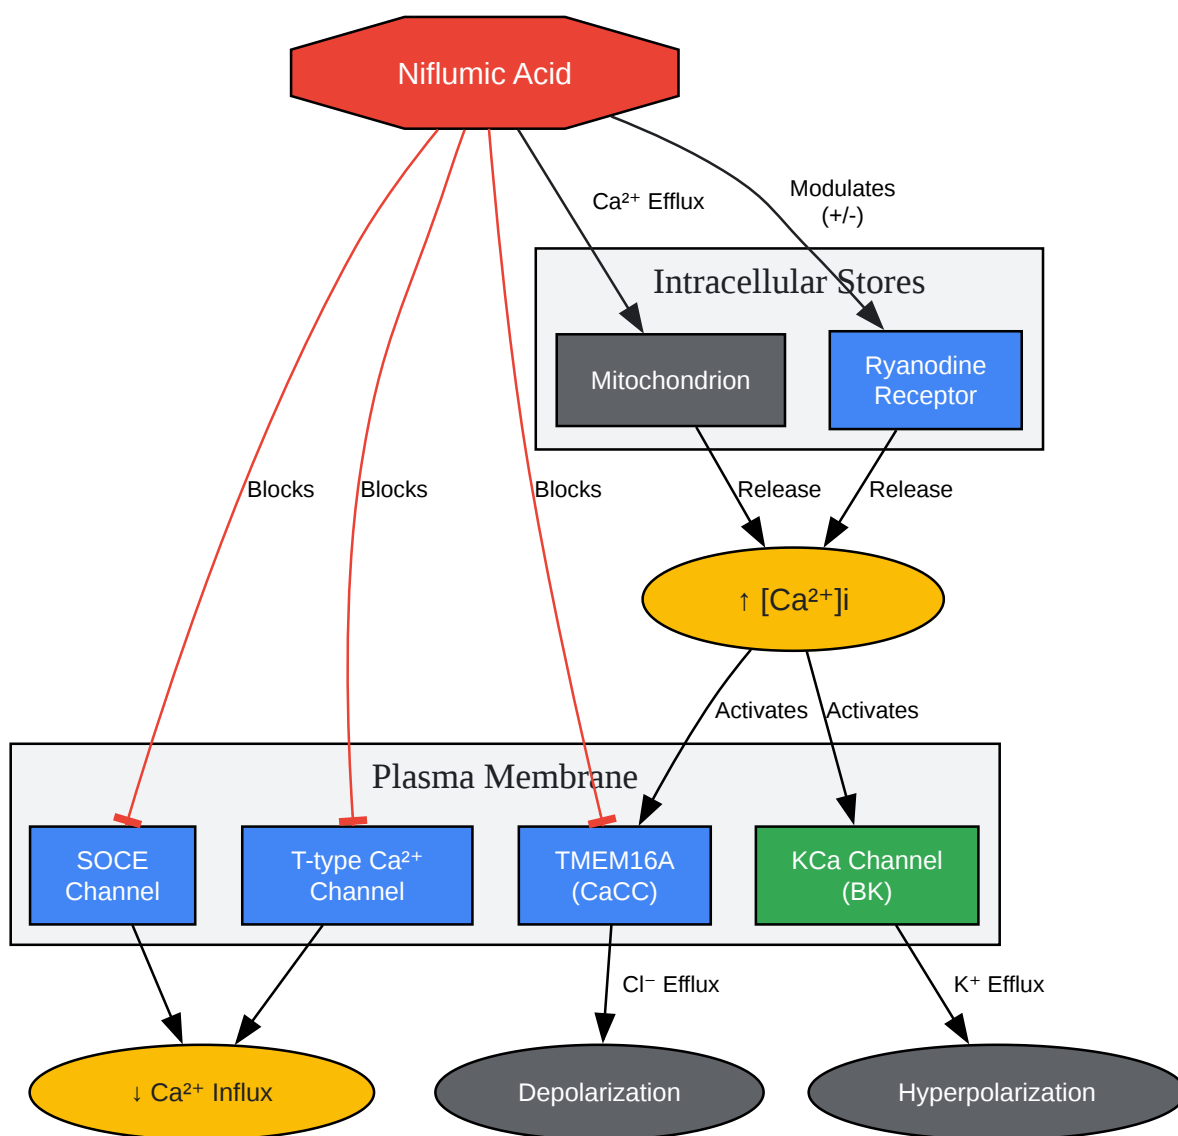 Niflumic Acid
Ca²⁺ Efflux
Modulates
(+/-)
Intracellular Stores
Mitochondrion
Ryanodine
Receptor
Blocks
Blocks
Blocks
Release
Release
↑ [Ca²⁺]i
Activates
Activates
Plasma Membrane
SOCE
Channel
T-type Ca²⁺
Channel
TMEM16A
(CaCC)
KCa Channel
(BK)
Cl⁻ Efflux
K⁺ Efflux
↓ Ca²⁺ Influx
Depolarization
Hyperpolarization